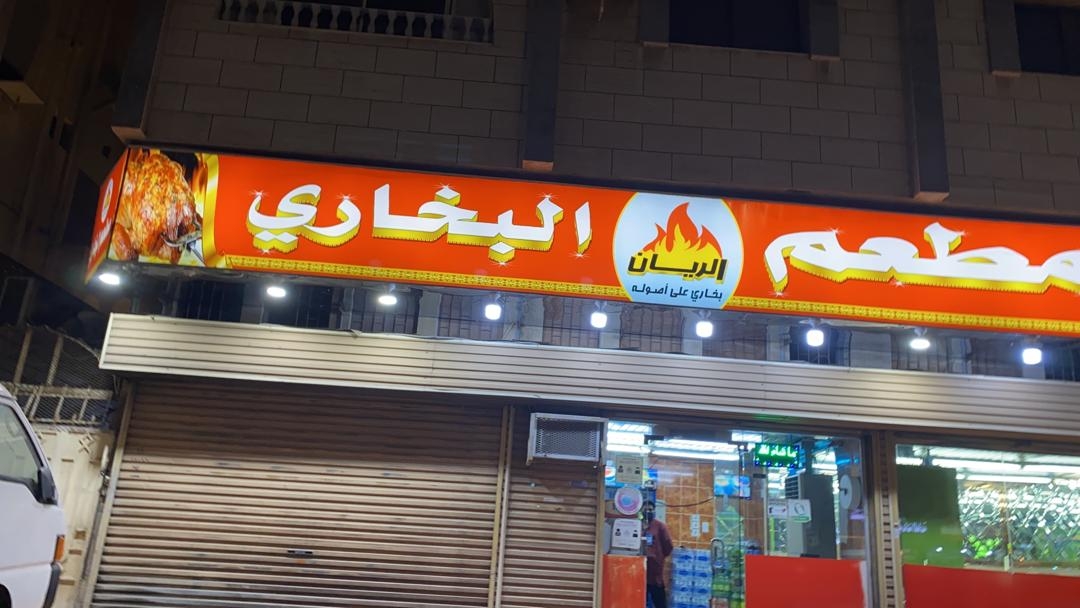 مطعم
الريان
بخاري على أصوله
البخاري